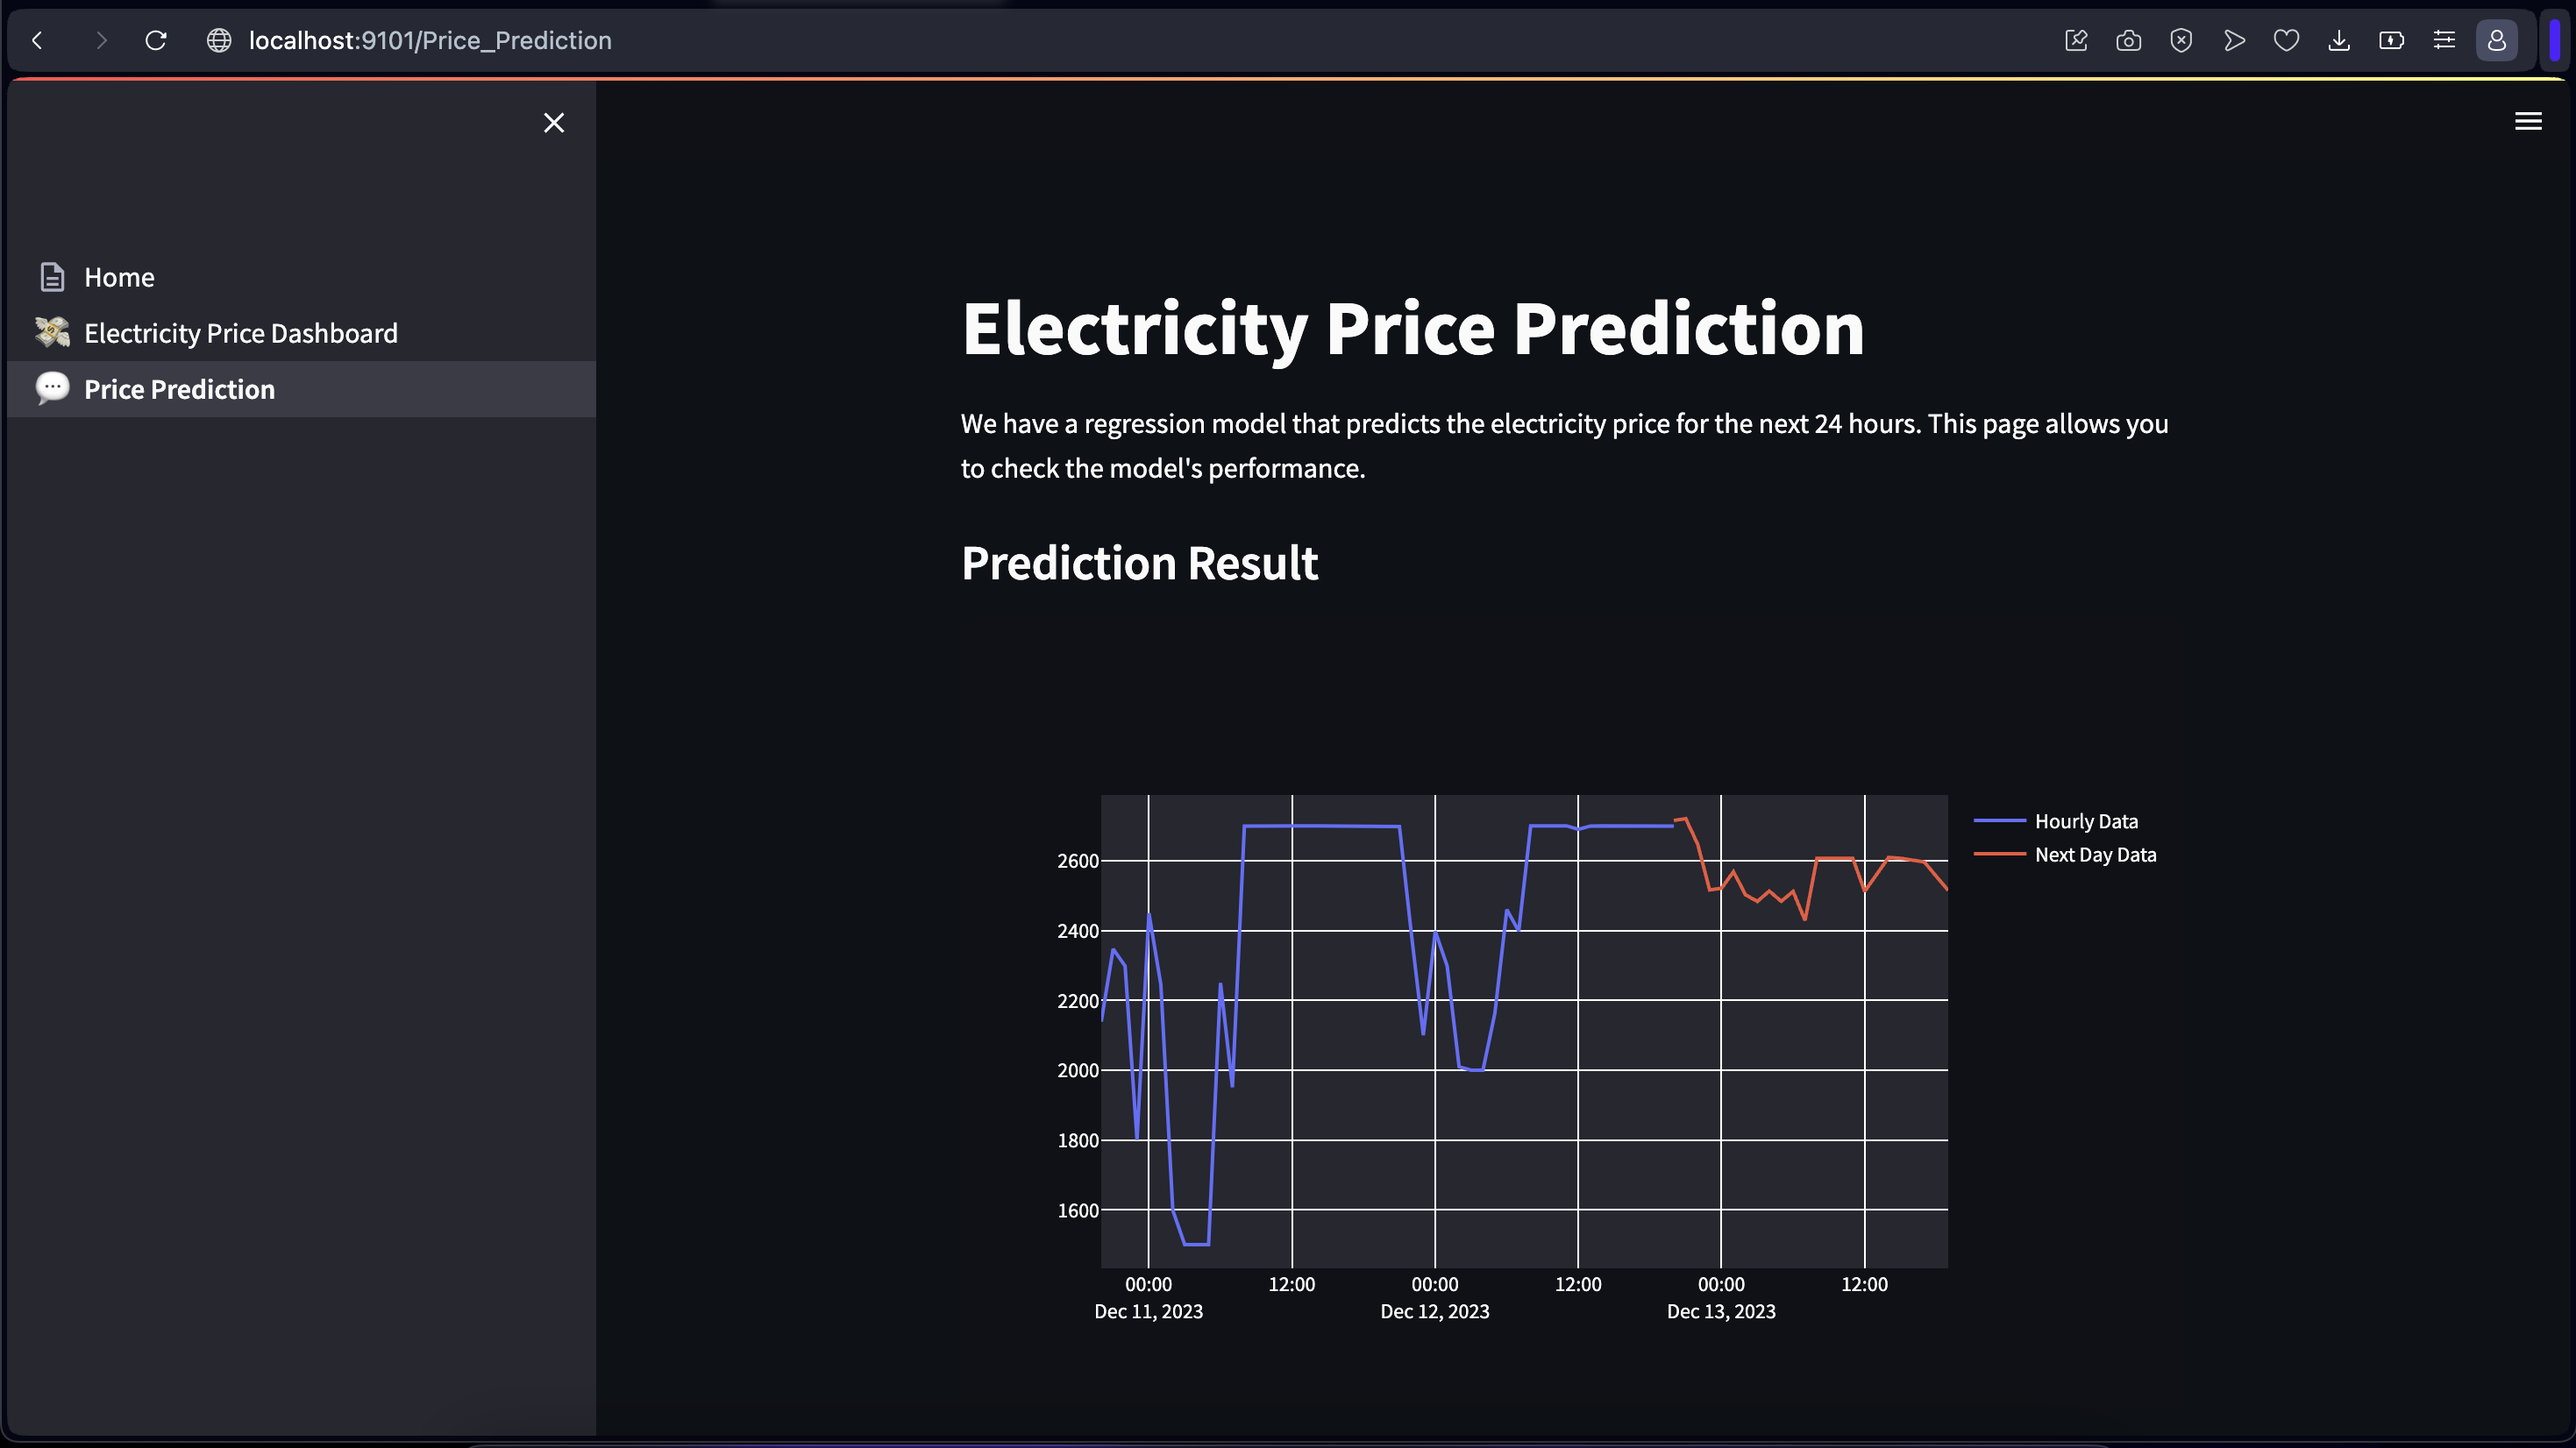 localhost:9101/Price_Prediction
Home
Electricity Price Dashboard
Price Prediction
Electricity Price Prediction
We have a regression model that predicts the electricity price for the next 24 hours. This page allows you
to check the model's performance.
Prediction Result
Hourly Data
Next Day Data
2600
2400
2200
2000
1800
1600
00:00 12:00 00:00 12:00 00:00 12:00
Dec 11, 2023 Dec 12, 2023 Dec 13, 2023